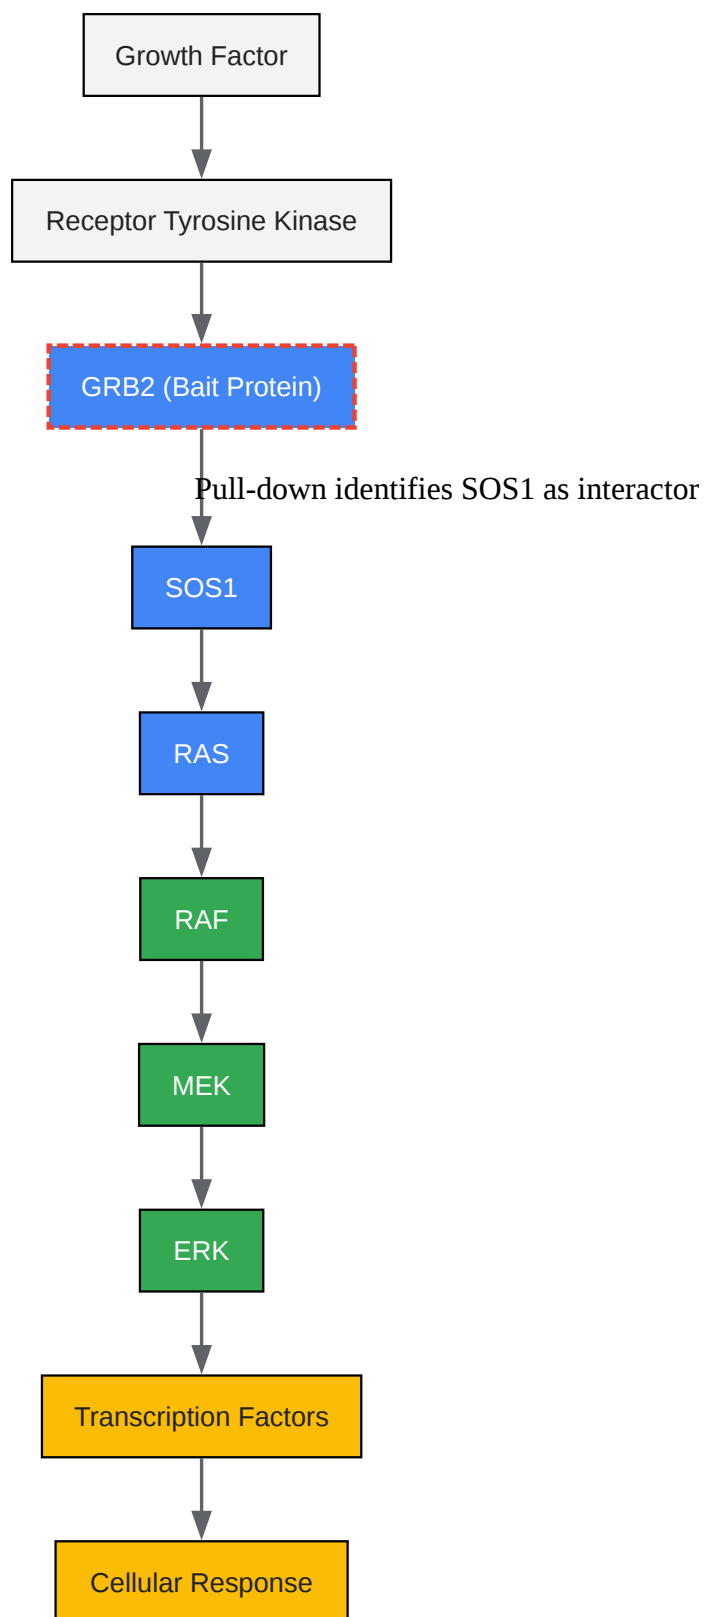 Growth Factor
Receptor Tyrosine Kinase
GRB2 (Bait Protein)
Pull-down identifies SOS1 as interactor
SOS1
RAS
RAF
MEK
ERK
Transcription Factors
Cellular Response